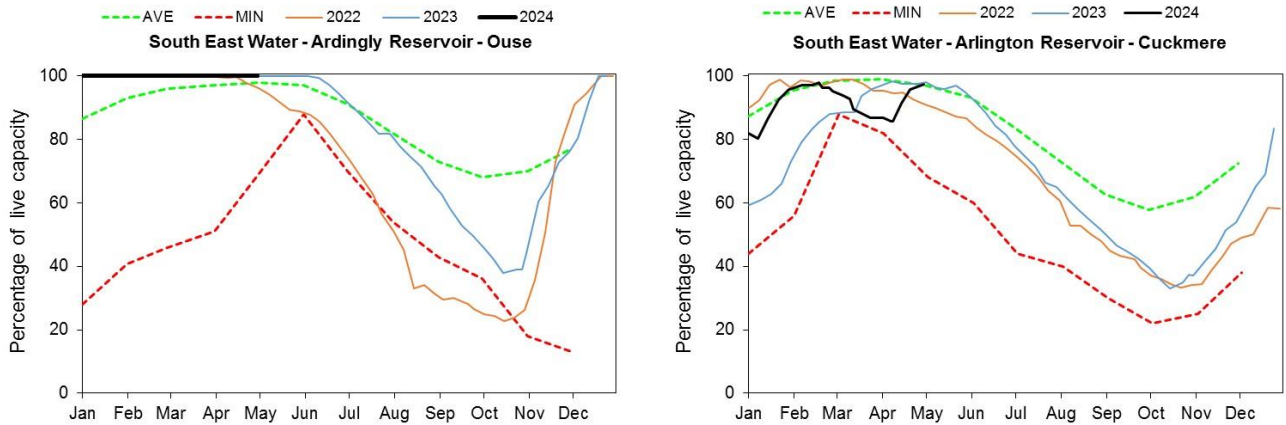 AVE MIN 2022 2023 2024
South East Water - Ardingly Reservoir - Ouse
Percentage of live capacity
100
80
60
40
20
0
Jan Feb Mar Apr May Jun Jul Aug Sep Oct Nov Dec
AVE MIN 2022 2023 2024
South East Water - Arlington Reservoir - Cuckmere
Percentage of live capacity
100
80
60
40
20
0
Jan Feb Mar Apr May Jun Jul Aug Sep Oct Nov Dec